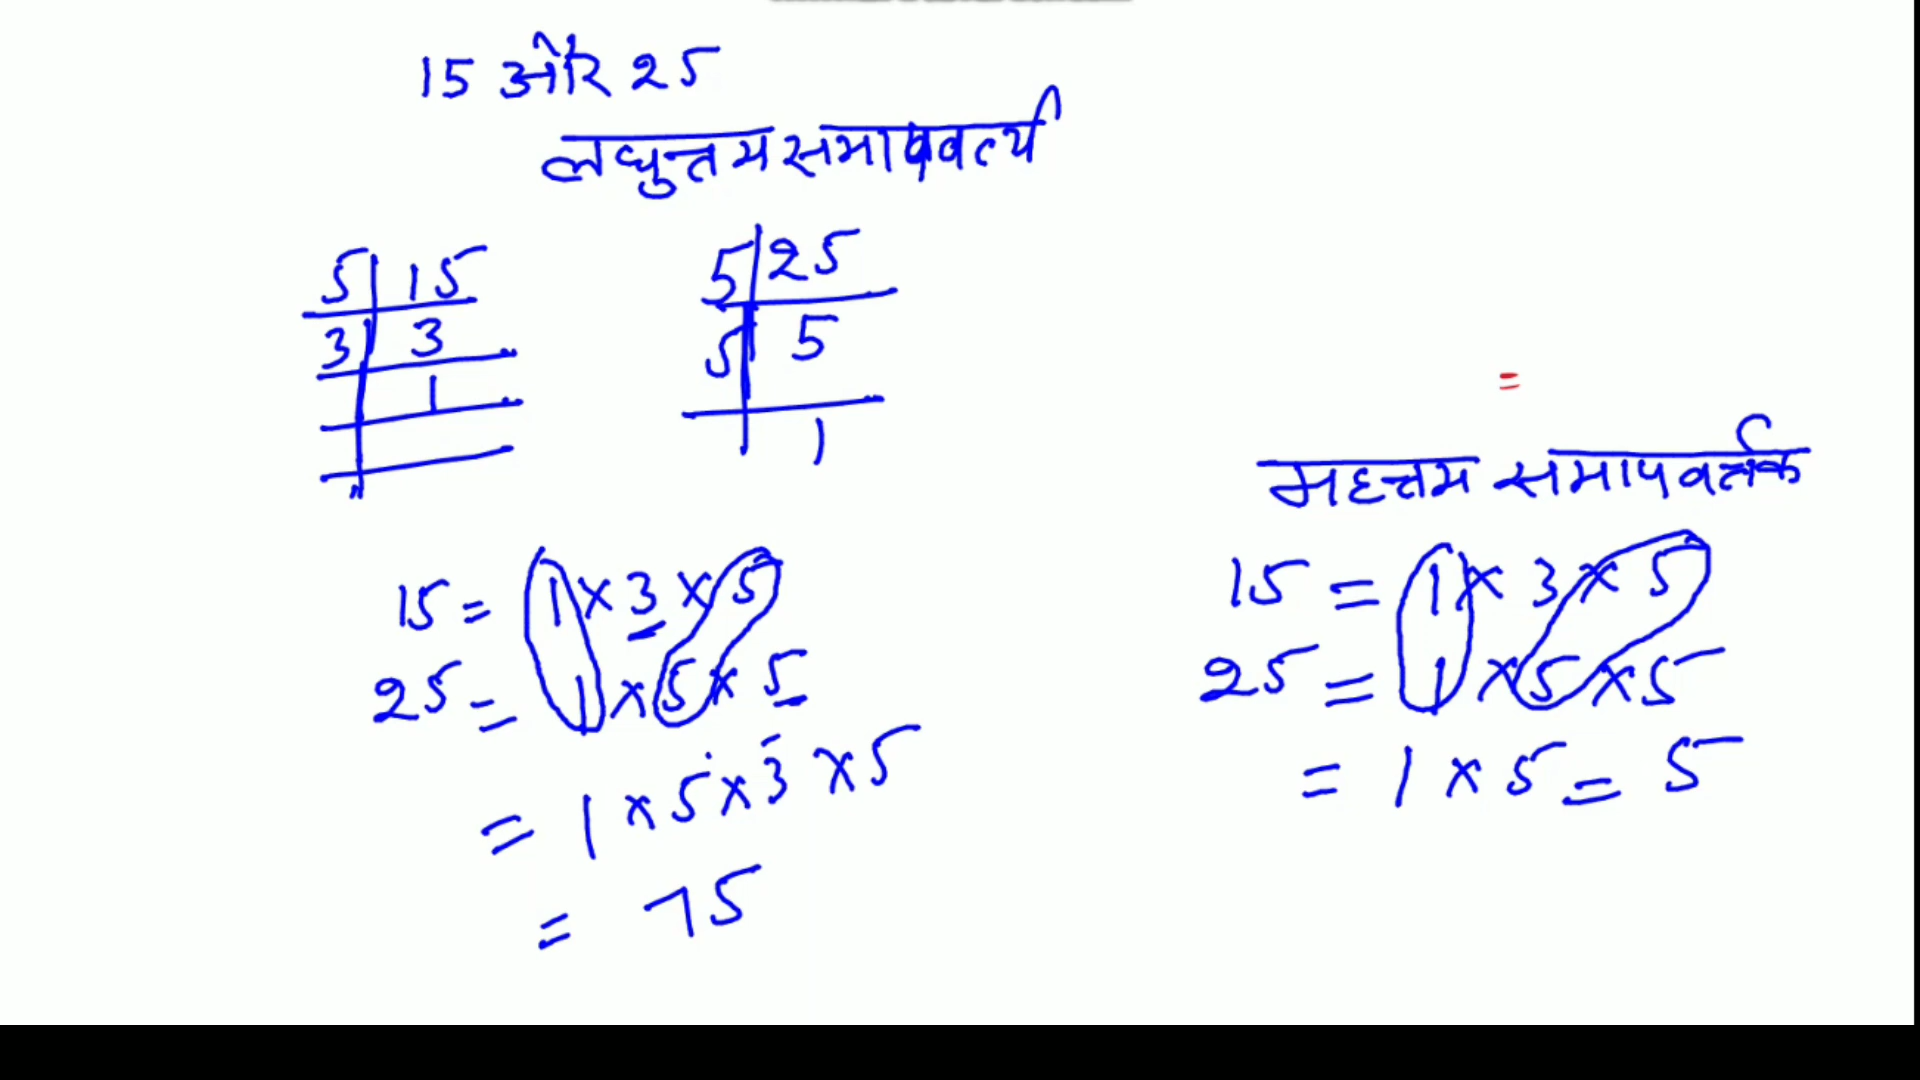 15 और 25
लघुत्तम समापवर्त्य
5 | 15
3 | 3
1
5 | 25
5 | 5
1
15 = 1 × 3 × 5
25 = 1 × 5 × 5
= 1 × 5 × 3 × 5
= 75
=
महत्तम समापवर्तक
15 = 1 × 3 × 5
25 = 1 × 5 × 5
= 1 × 5 = 5